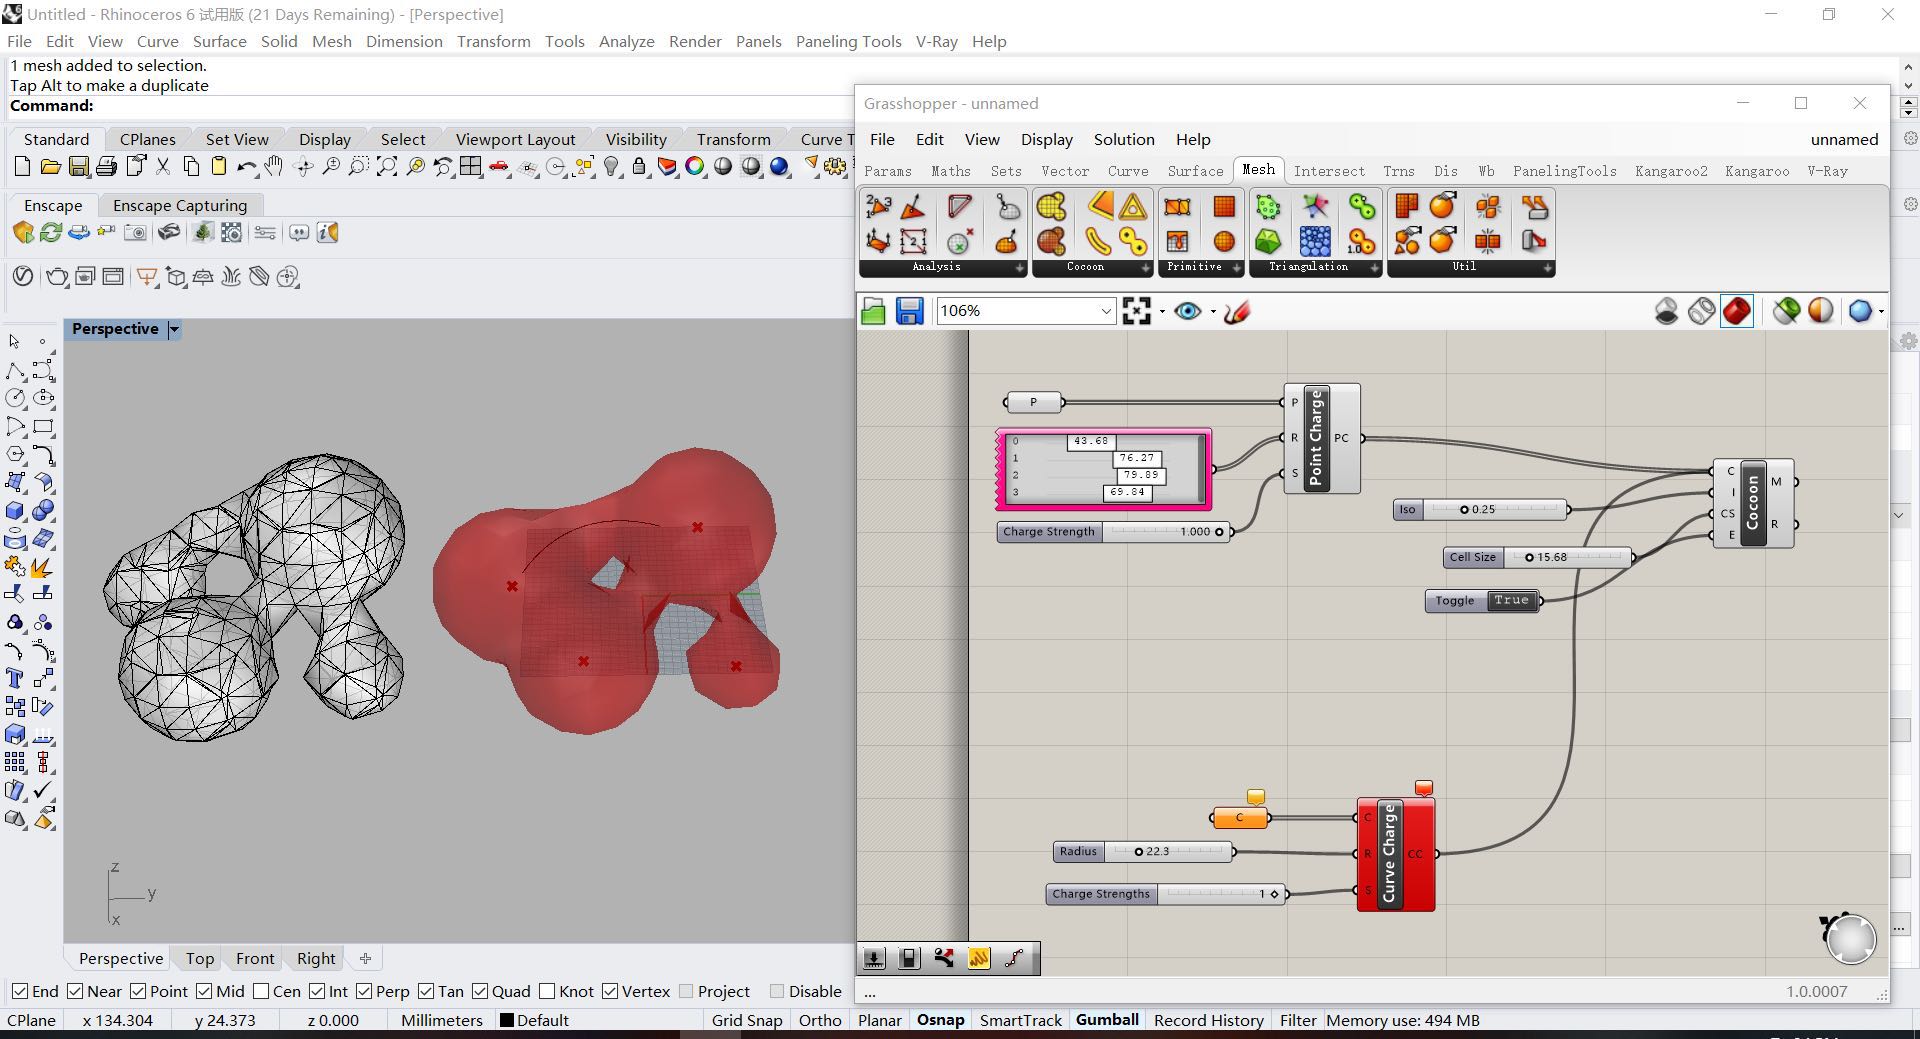 Untitled - Rhinoceros 6 试用版 (21 Days Remaining) - [Perspective]
File Edit View Curve Surface Solid Mesh Dimension Transform Tools Analyze Render Panels Paneling Tools V-Ray Help
1 mesh added to selection.
Tap Alt to make a duplicate
Command:
Standard CPlanes Set View Display Select Viewport Layout Visibility Transform Curve T
Enscape Enscape Capturing
Perspective
z
y
x
Perspective Top Front Right
End Near Point Mid Cen Int Perp Tan Quad Knot Vertex Project Disable
CPlane x 134.304 y 24.373 z 0.000 Millimeters Default Grid Snap Ortho Planar Osnap SmartTrack Gumball Record History Filter Memory use: 494 MB
Grasshopper - unnamed
File Edit View Display Solution Help unnamed
Params Maths Sets Vector Curve Surface Mesh Intersect Trns Dis Wb PanelingTools Kangaroo2 Kangaroo V-Ray
Analysis Cocoon Primitive Triangulation Util
106%
P
0 43.68
1 76.27
2 79.89
3 69.84
Charge Strength 1.000
P
R
S
Point Charge
PC
Iso 0.25
Cell Size 15.68
Toggle True
C
I
CS
E
Cocoon
M
R
C
Radius 22.3
Charge Strengths 1
C
R
S
Curve Charge
CC
...
1.0.0007